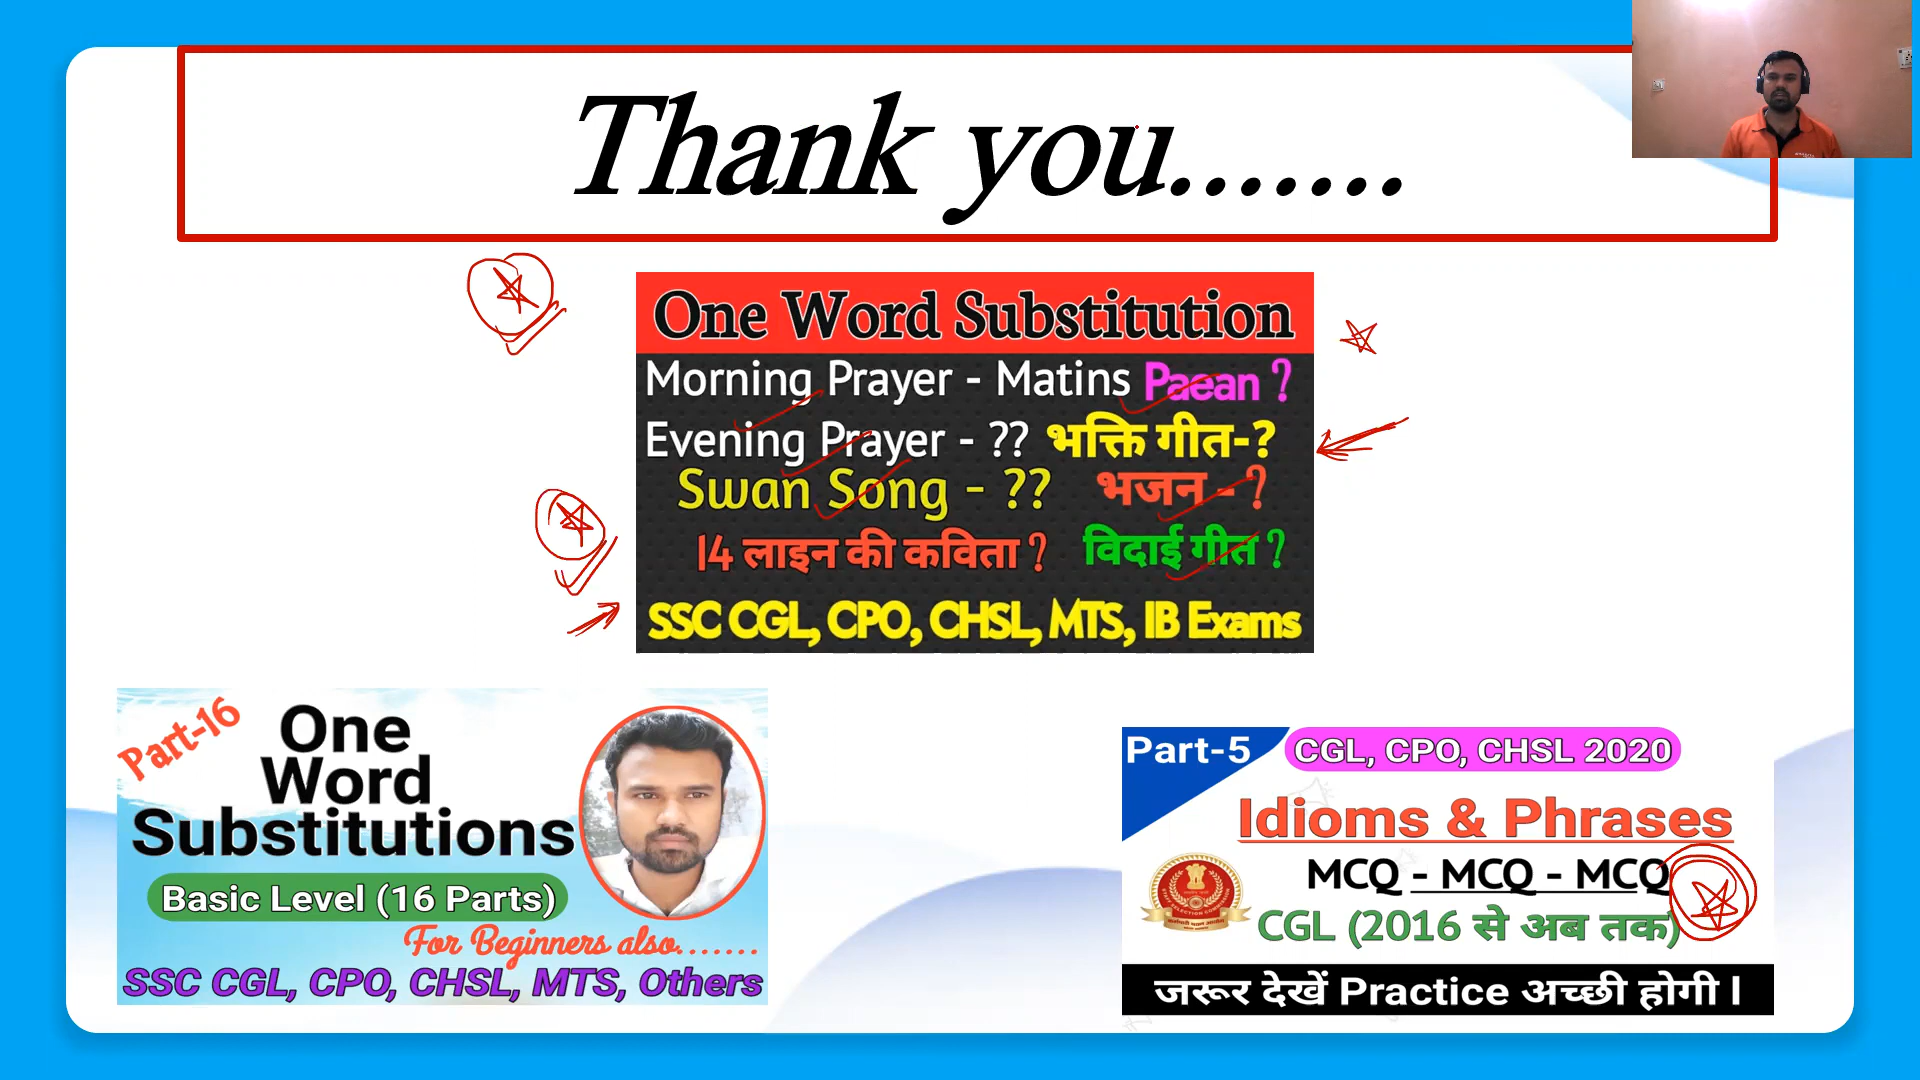 Thank you.......
One Word Substitution
Morning Prayer - Matins Paean ?
Evening Prayer - ?? भक्ति गीत-?
Swan Song - ?? भजन - ?
14 लाइन की कविता ? विदाई गीत ?
SSC CGL, CPO, CHSL, MTS, IB Exams
Part-16
One
Word
Substitutions
Basic Level (16 Parts)
For Beginners also.......
SSC CGL, CPO, CHSL, MTS, Others
Part-5 CGL, CPO, CHSL 2020
Idioms & Phrases
MCQ - MCQ - MCQ
CGL (2016 से अब तक)
जरूर देखें Practice अच्छी होगी l